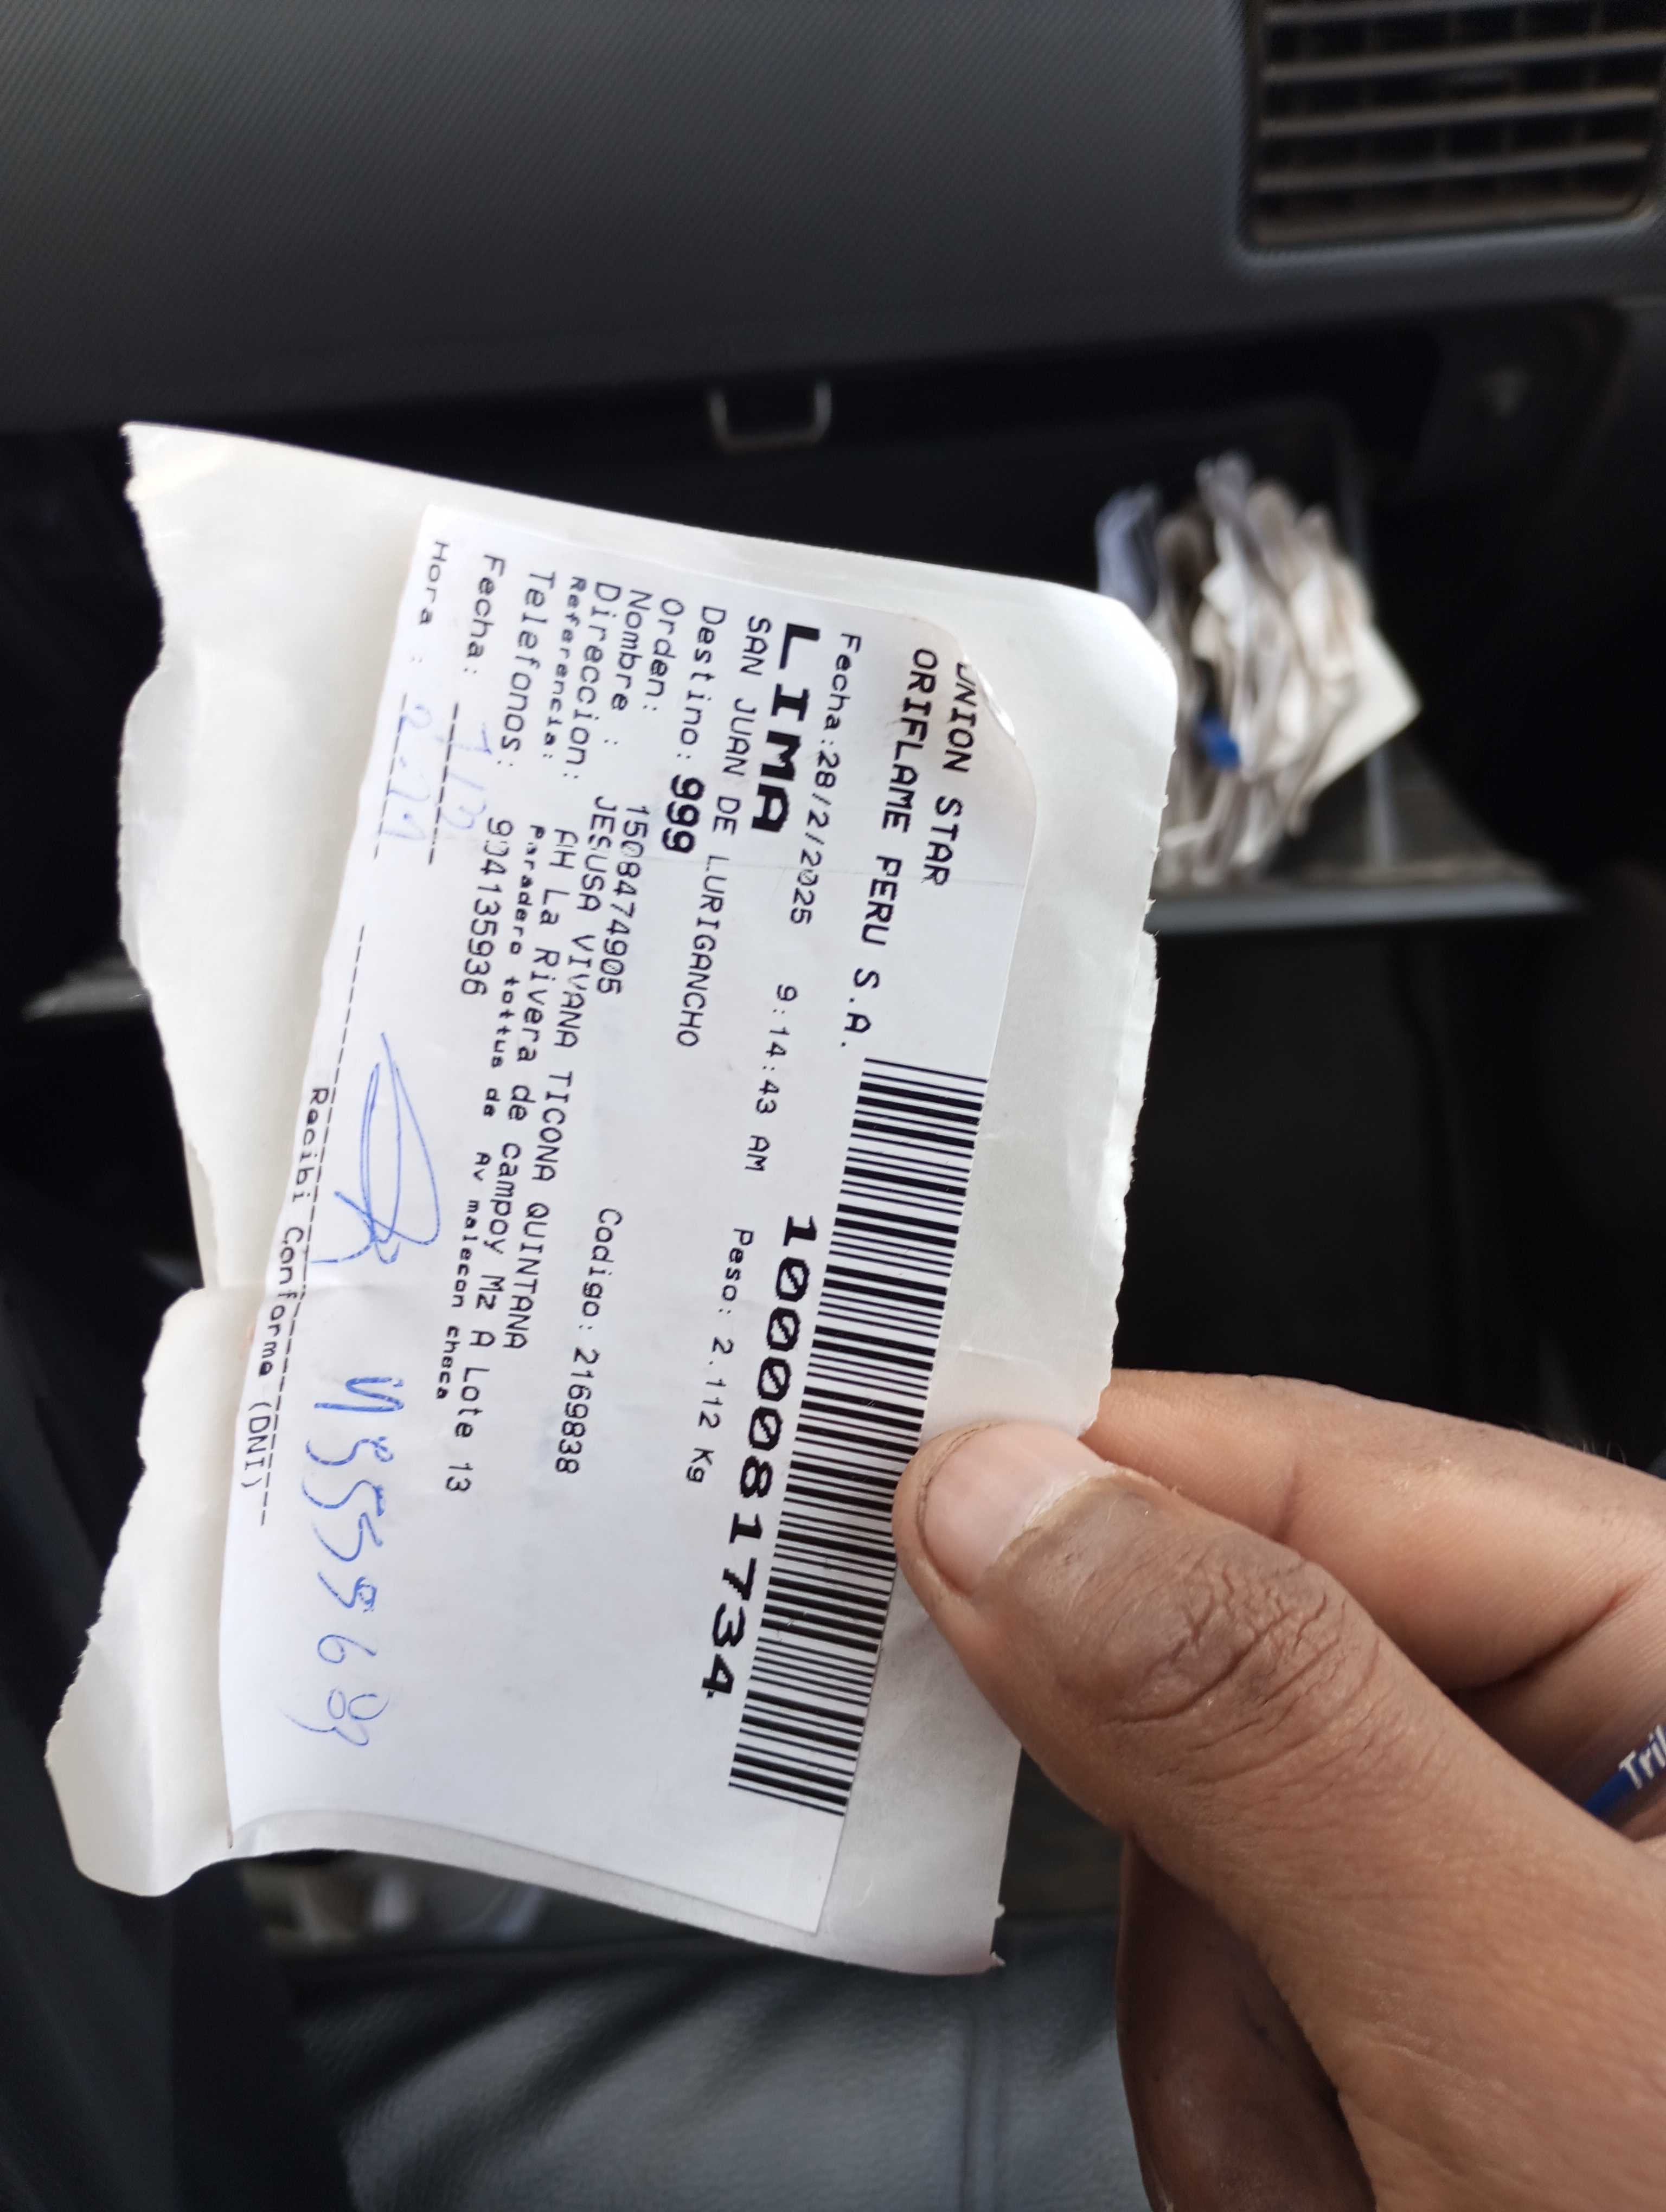 UNION STAR
ORIFLAME PERU S.A.
Fecha:28/2/2025 9:14:43 AM 1000081734
LIMA Peso: 2.112 Kg
SAN JUAN DE LURIGANCHO
Destino: 999
Orden: 1508474905 Codigo: 2169838
Nombre : JESUSA VIVANA TICONA QUINTANA
Direccion: AH La Rivera de campoy Mz A Lote 13
Referencia: Paradero tottus de Av malecon checa
Telefonos: 994135936
Fecha:
Hora :
Recibi Conforme (DNI)
Tril